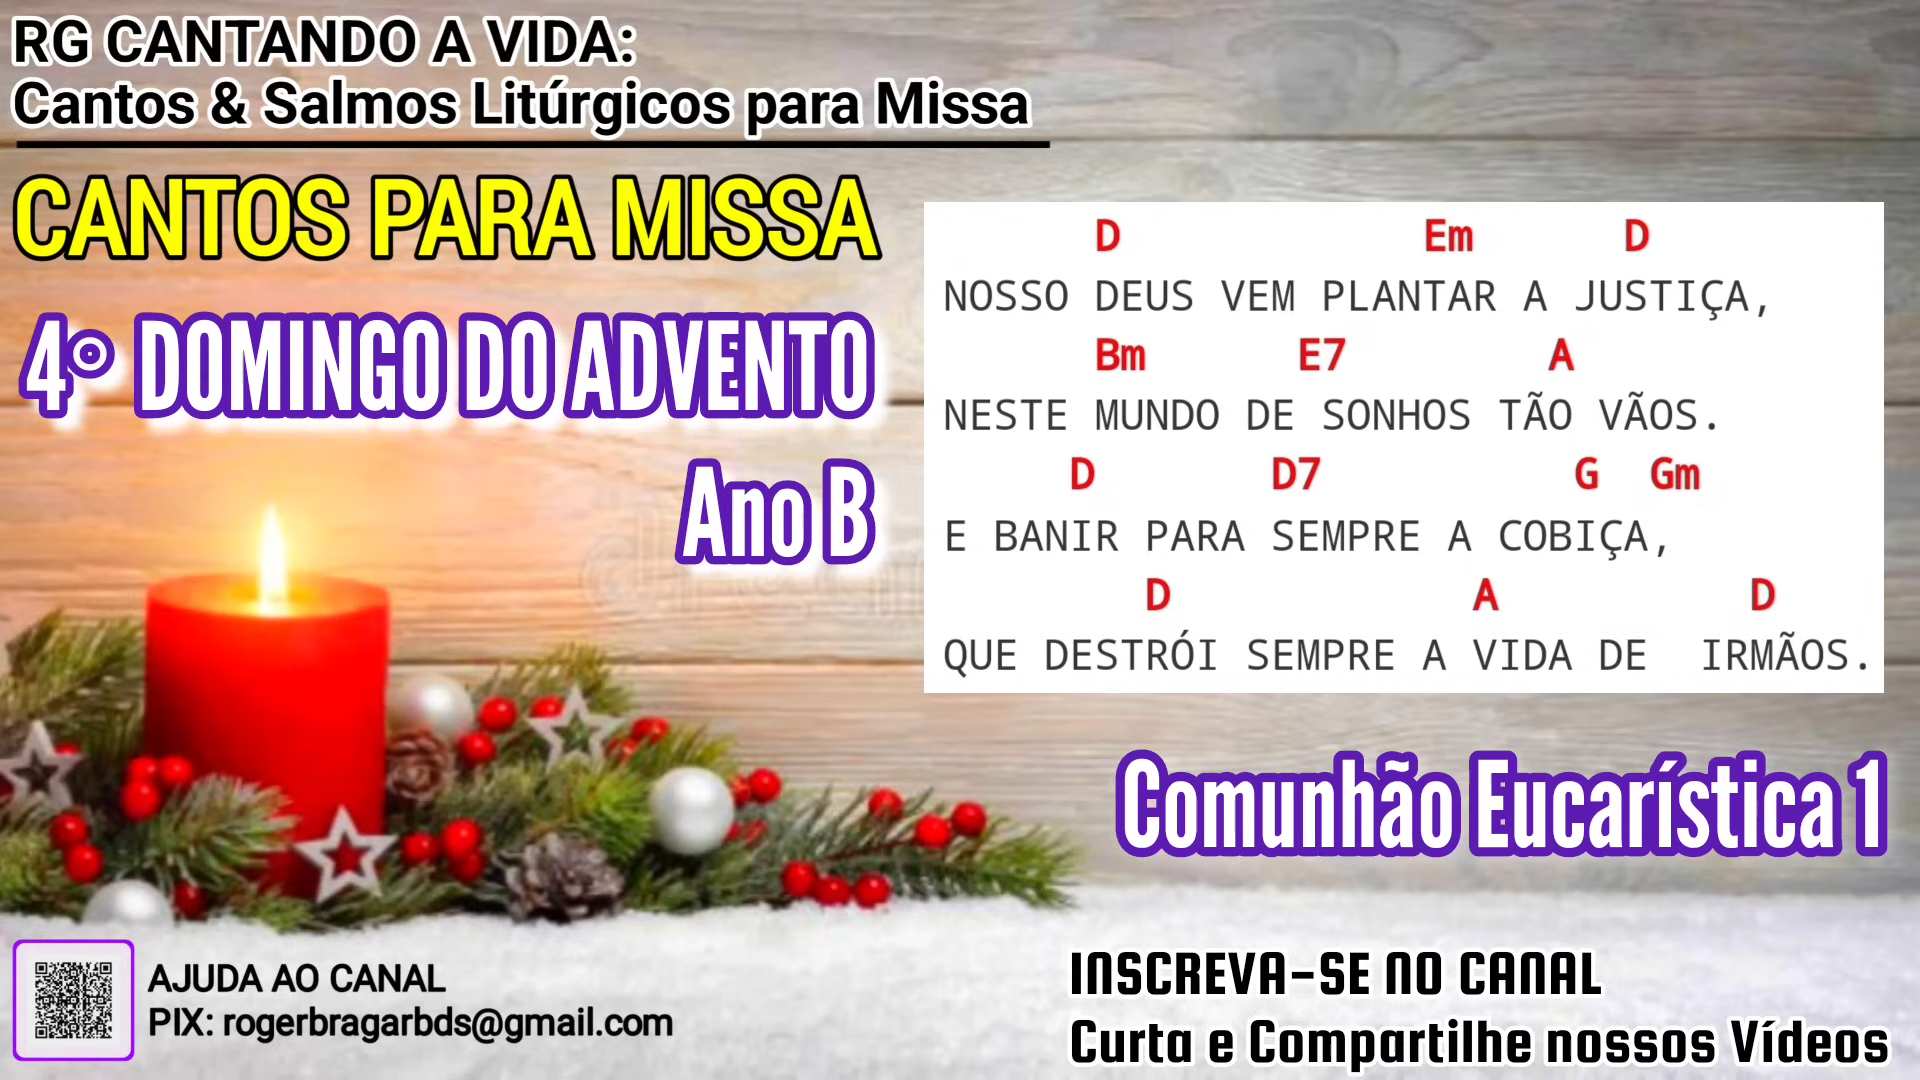 RG CANTANDO A VIDA:
Cantos & Salmos Litúrgicos para Missa
CANTOS PARA MISSA
4º DOMINGO DO ADVENTO
Ano B
D Em D
NOSSO DEUS VEM PLANTAR A JUSTIÇA,
Bm E7 A
NESTE MUNDO DE SONHOS TÃO VÃOS.
D D7 G Gm
E BANIR PARA SEMPRE A COBIÇA,
D A D
QUE DESTRÓI SEMPRE A VIDA DE IRMÃOS.
Comunhão Eucarística 1
AJUDA AO CANAL
PIX: rogerbragarbds@gmail.com
INSCREVA-SE NO CANAL
Curta e Compartilhe nossos Vídeos